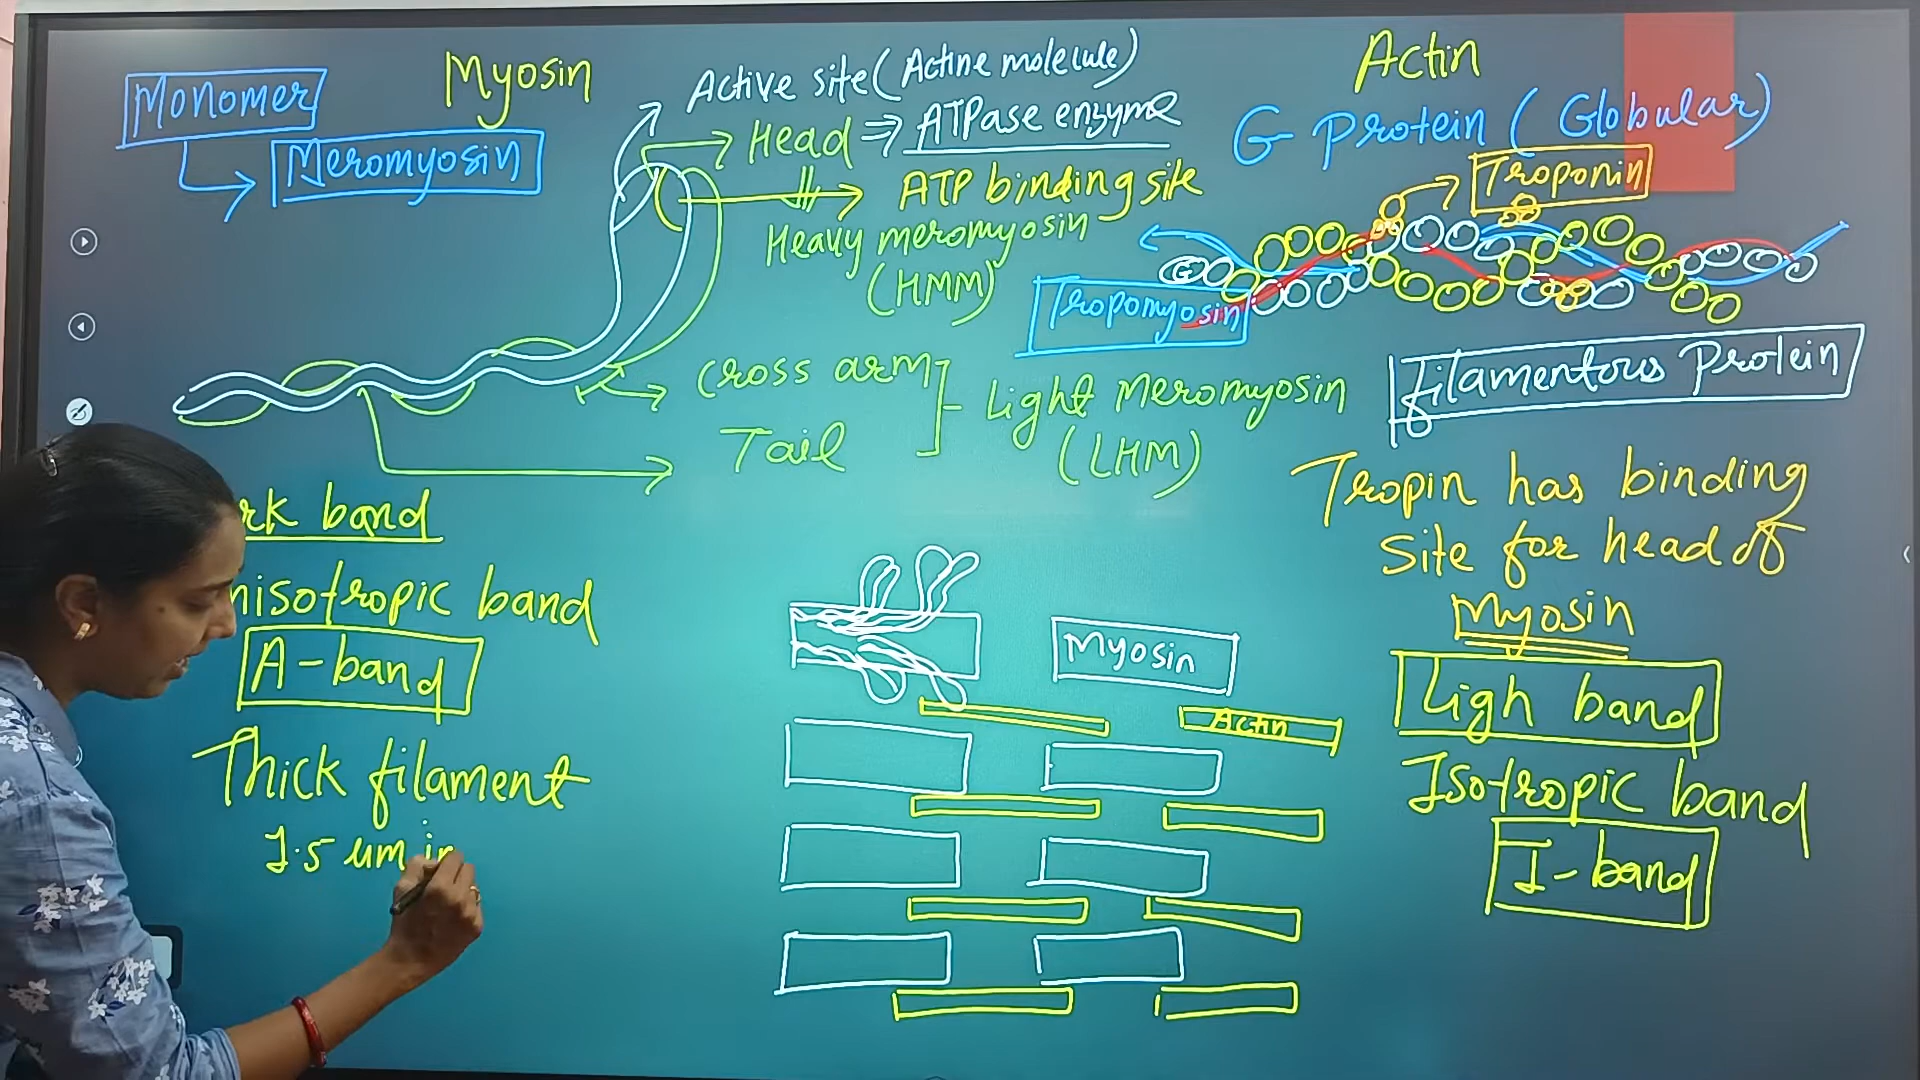 Myosin
Monomer
Meromyosin
Active site (Actine molecule)
Head ⇒ ATPase enzyme
ATP binding site
Heavy meromyosin
(HMM)
Cross arm
Tail
Light Meromyosin
(LHM)
Actin
G- Protein (Globular)
Troponin
G
Tropomyosin
Filamentous Protein
Tropin has binding
Site for head of
Myosin
Ligh band
Isotropic band
I-band
rk band
nisotropic band
A-band
Thick filament
1.5 um in
Myosin
Actin